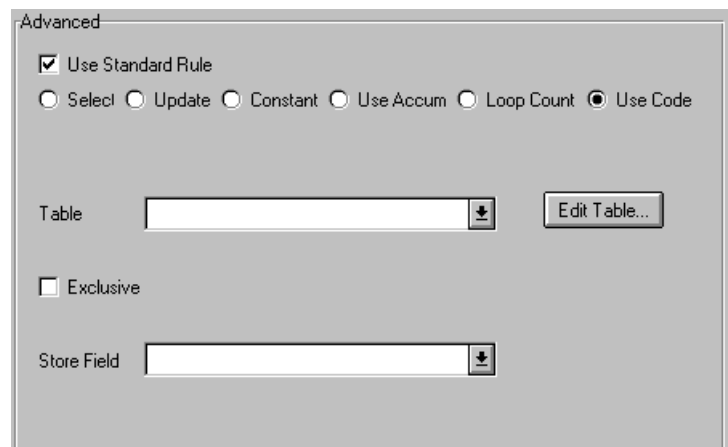 Advanced
Use Standard Rule
Select Update Constant Use Accum Loop Count Use Code
Table Edit Table...
Exclusive
Store Field